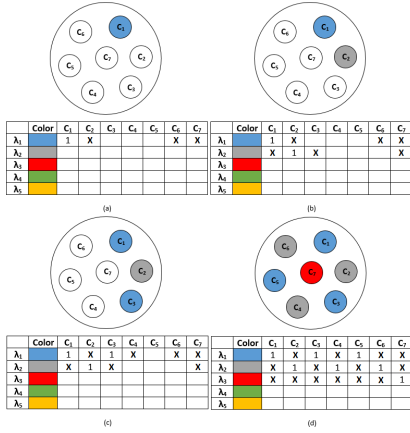 C₁
C₆
C₇ C₂
C₅
C₄ C₃
Color C₁ C₂ C₃ C₄ C₅ C₆ C₇
λ₁ 1 X X X
λ₂
λ₃
λ₄
λ₅
(a)
C₁
C₆
C₇ C₂
C₅
C₄ C₃
Color C₁ C₂ C₃ C₄ C₅ C₆ C₇
λ₁ 1 X X X
λ₂ X 1 X X
λ₃
λ₄
λ₅
(b)
C₁
C₆
C₇ C₂
C₅
C₄ C₃
Color C₁ C₂ C₃ C₄ C₅ C₆ C₇
λ₁ 1 X 1 X X X
λ₂ X 1 X X
λ₃
λ₄
λ₅
(c)
C₁
C₆
C₇ C₂
C₅
C₄ C₃
Color C₁ C₂ C₃ C₄ C₅ C₆ C₇
λ₁ 1 X 1 X 1 X X
λ₂ X 1 X 1 X 1 X
λ₃ X X X X X X 1
λ₄
λ₅
(d)